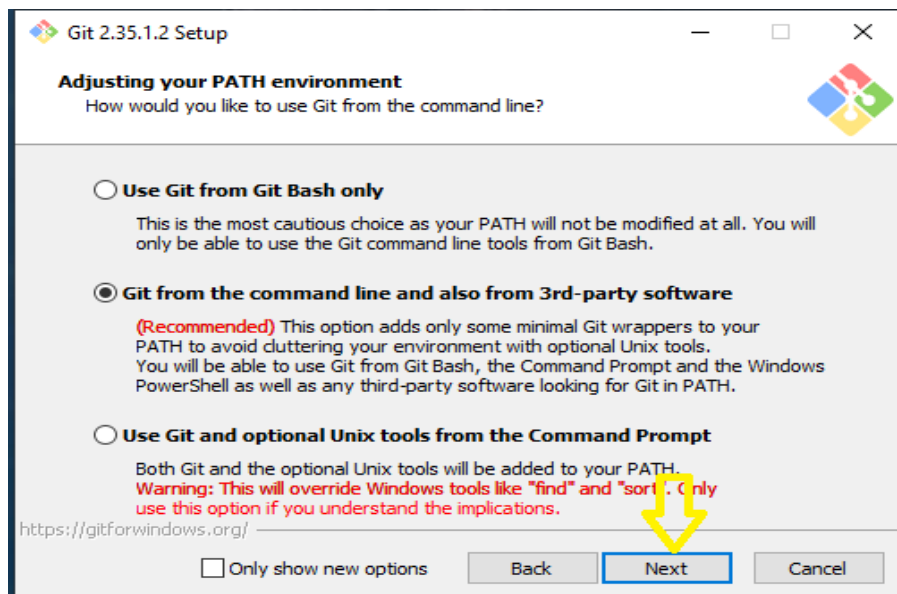 Git 2.35.1.2 Setup
Adjusting your PATH environment
How would you like to use Git from the command line?
Use Git from Git Bash only
This is the most cautious choice as your PATH will not be modified at all. You will
only be able to use the Git command line tools from Git Bash.
Git from the command line and also from 3rd-party software
(Recommended) This option adds only some minimal Git wrappers to your
PATH to avoid cluttering your environment with optional Unix tools.
You will be able to use Git from Git Bash, the Command Prompt and the Windows
PowerShell as well as any third-party software looking for Git in PATH.
Use Git and optional Unix tools from the Command Prompt
Both Git and the optional Unix tools will be added to your PATH.
Warning: This will override Windows tools like "find" and "sort". Only
use this option if you understand the implications.
https://gitforwindows.org/
Only show new options
Back
Next
Cancel